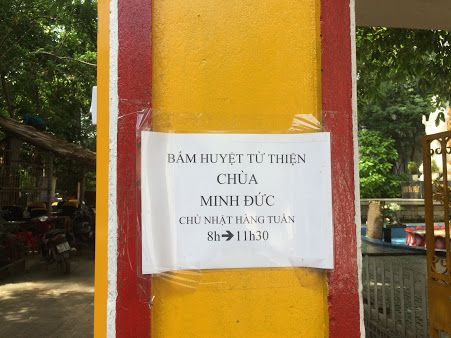 BẤM HUYỆT TỪ THIỆN
CHÙA
MINH ĐỨC
CHỦ NHẬT HÀNG TUẦN
8h➔11h30